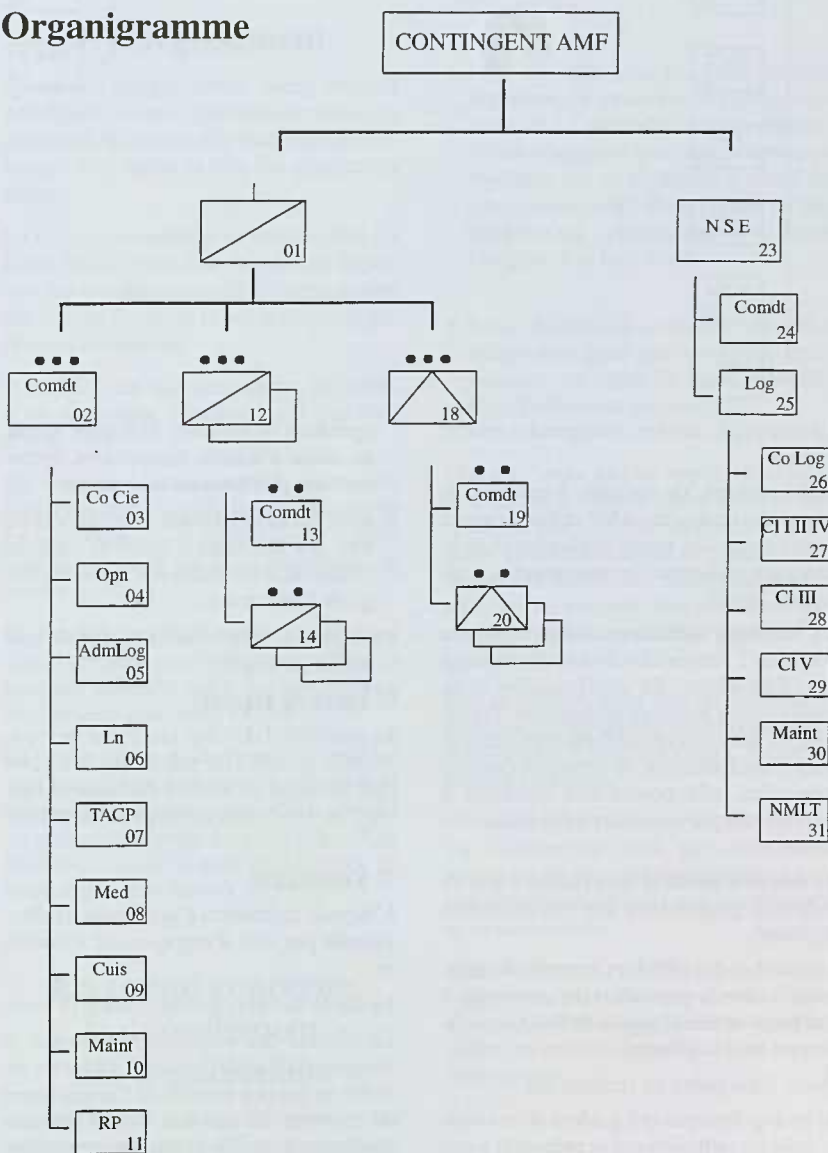 Organigramme
CONTINGENT AMF
01
N S E
23
Comdt
02
12
18
Comdt
24
Log
25
Co Cie
03
Opn
04
AdmLog
05
Ln
06
TACP
07
Med
08
Cuis
09
Maint
10
RP
11
Comdt
13
14
Comdt
19
20
Co Log
26
Cl I II IV
27
Cl III
28
Cl V
29
Maint
30
NMLT
31